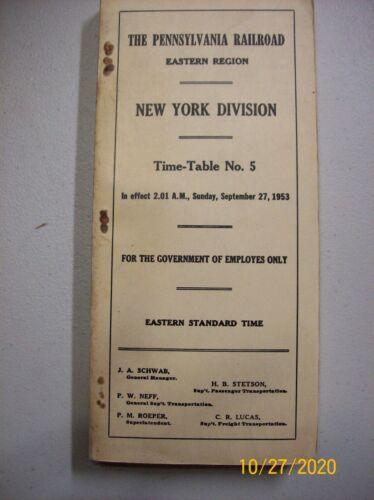 THE PENNSYLVANIA RAILROAD
EASTERN REGION
NEW YORK DIVISION
Time-Table No. 5
In effect 2.01 A.M., Sunday, September 27, 1953
FOR THE GOVERNMENT OF EMPLOYES ONLY
EASTERN STANDARD TIME
J. A. SCHWAB,
General Manager.
H. B. STETSON,
Sup't. Passenger Transportation.
P. W. NEFF,
General Sup't. Transportation.
P. M. ROEPER,
Superintendent.
C. R. LUCAS,
Sup't. Freight Transportation.
10/27/2020